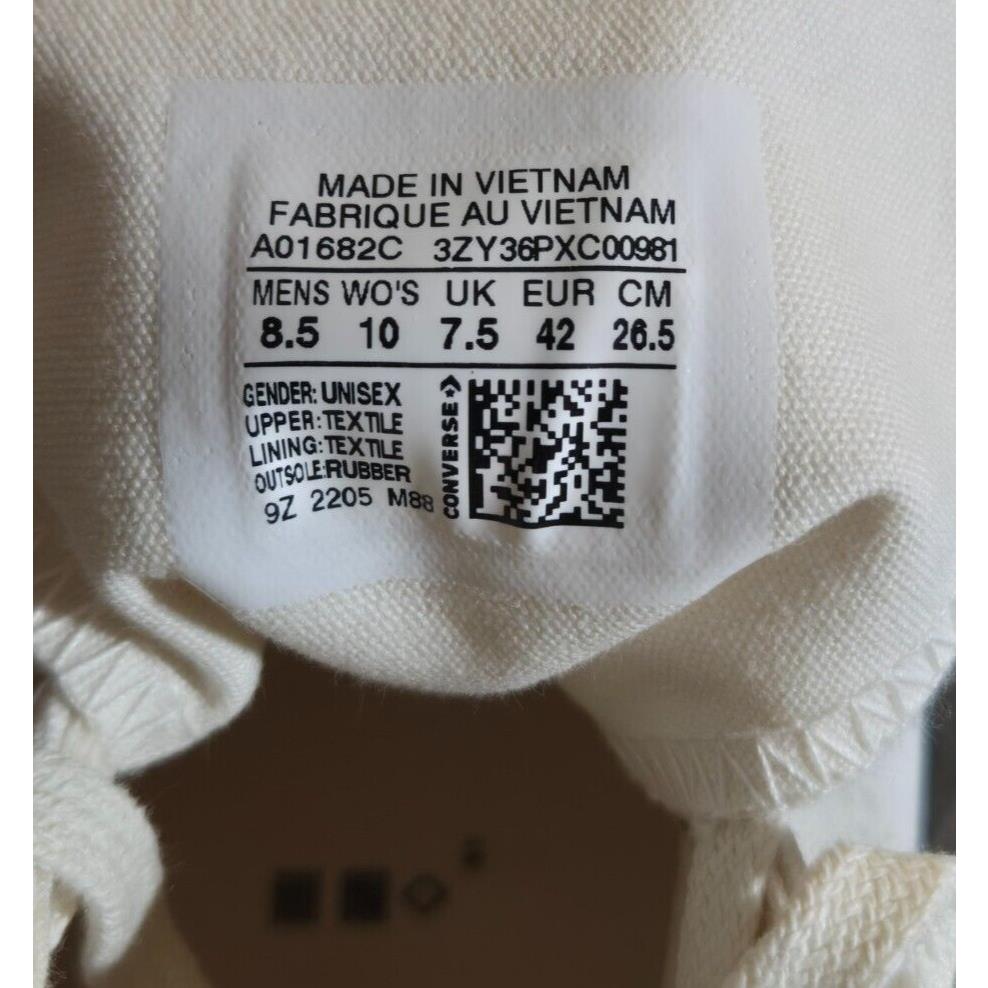 MADE IN VIETNAM
FABRIQUE AU VIETNAM
A01682C 3ZY36PXC00981
MENS WO'S UK EUR CM
8.5 10 7.5 42 26.5
GENDER: UNISEX
UPPER: TEXTILE
LINING: TEXTILE
OUTSOLE: RUBBER
9Z 2205 M88
CONVERSE